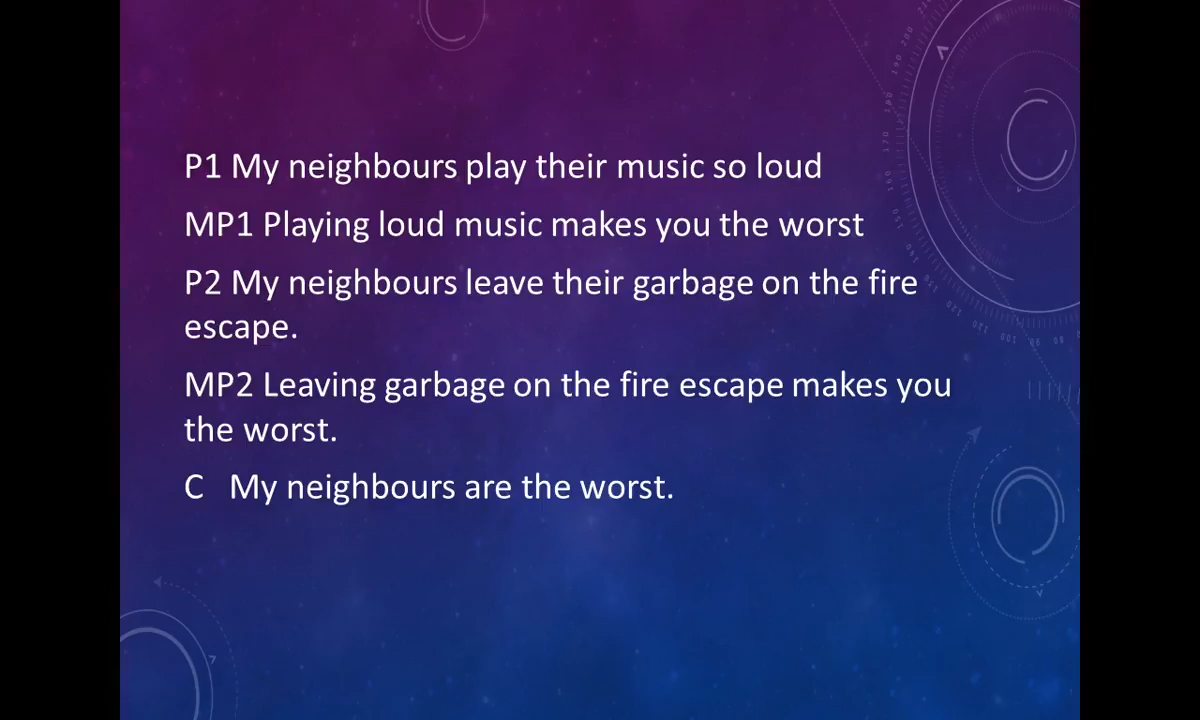 P1 My neighbours play their music so loud
MP1 Playing loud music makes you the worst
P2 My neighbours leave their garbage on the fire
escape.
MP2 Leaving garbage on the fire escape makes you
the worst.
C My neighbours are the worst.